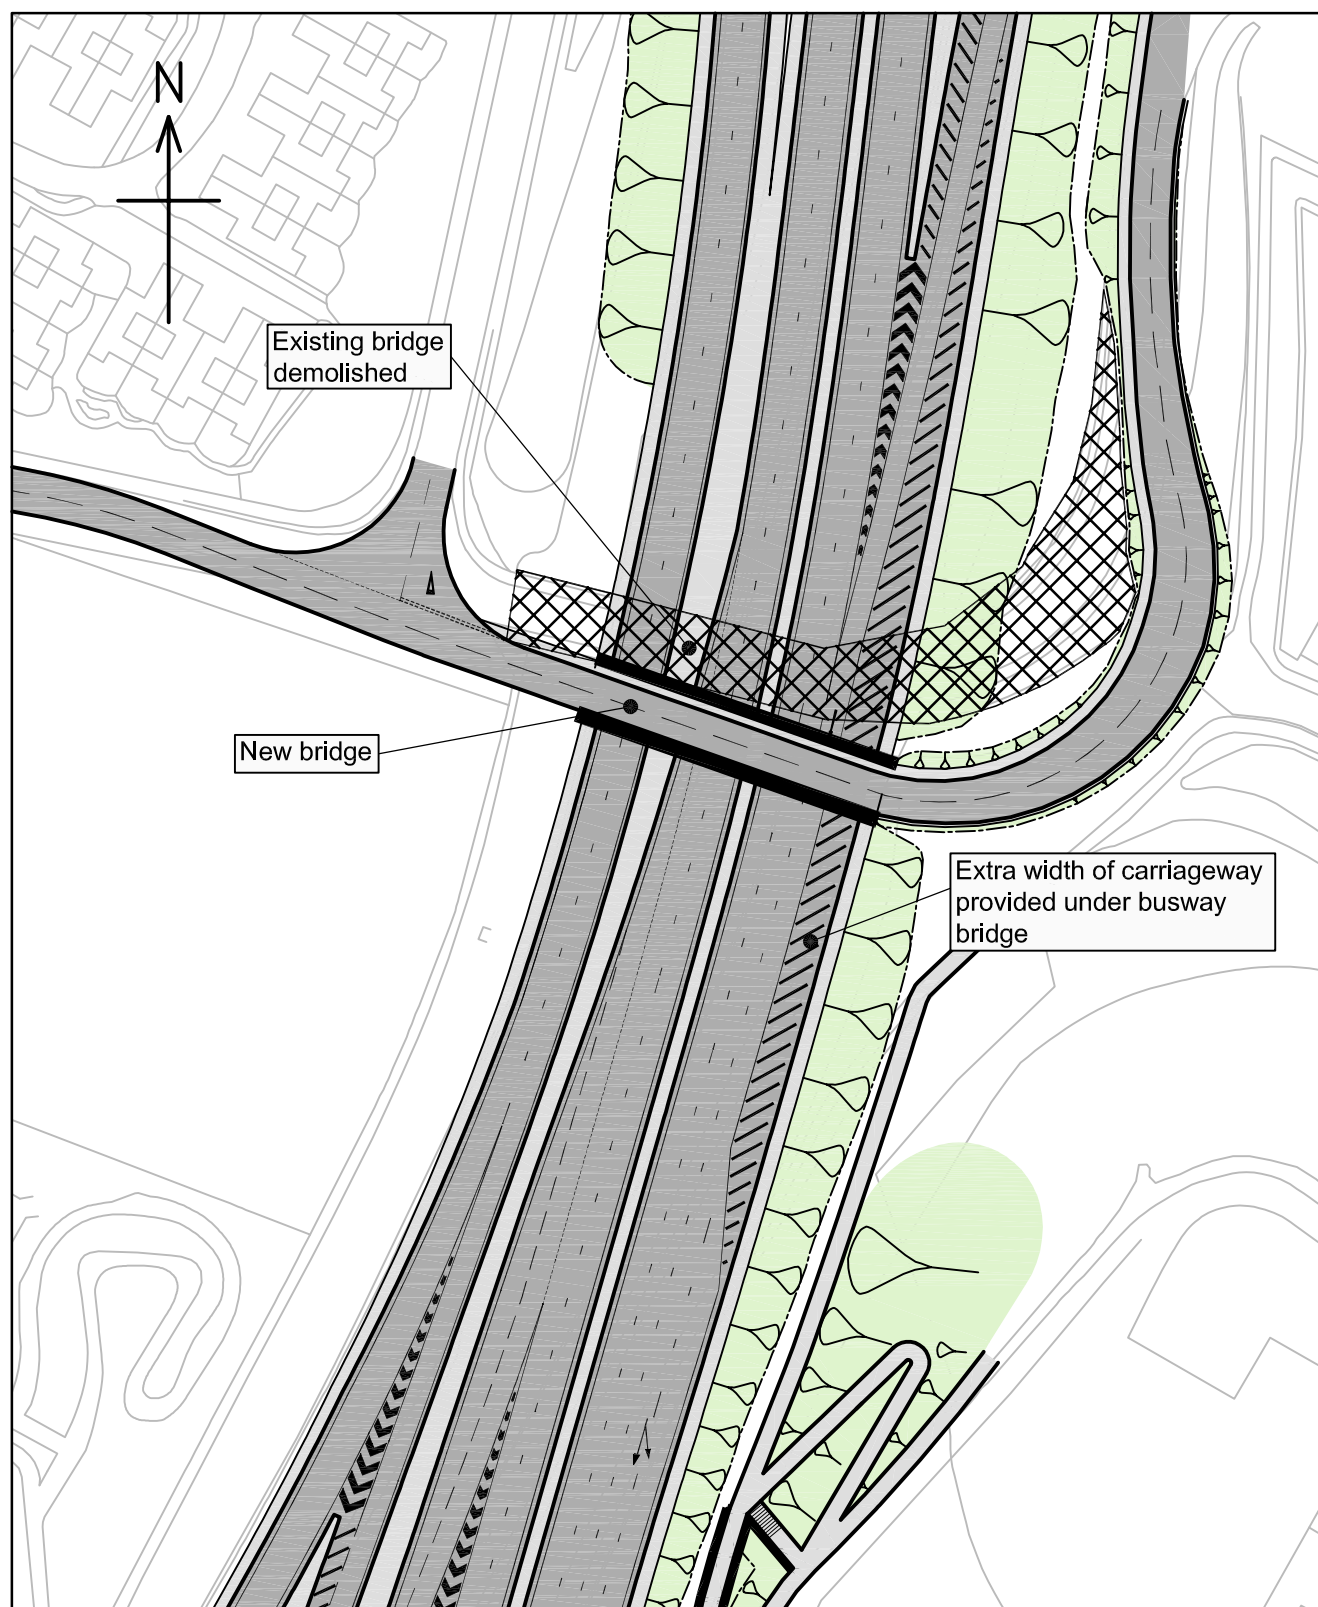 N
Existing bridge
demolished
New bridge
Extra width of carriageway
provided under busway
bridge